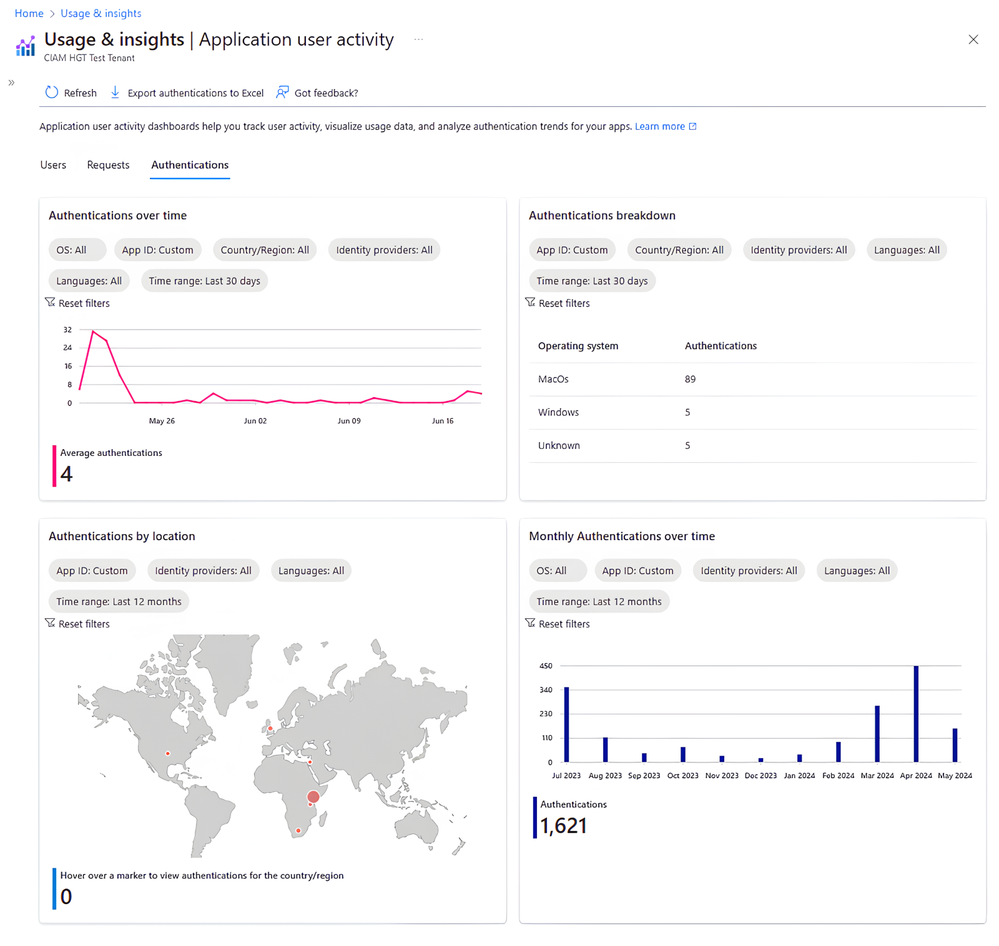 Home > Usage & insights
Usage & insights | Application user activity ...
CIAM HGT Test Tenant
Refresh Export authentications to Excel Got feedback?
Application user activity dashboards help you track user activity, visualize usage data, and analyze authentication trends for your apps. Learn more
Users Requests Authentications
Authentications over time
OS: All App ID: Custom Country/Region: All Identity providers: All
Languages: All Time range: Last 30 days
Reset filters
32
24
16
8
0
May 26 Jun 02 Jun 09 Jun 16
Average authentications
4
Authentications breakdown
App ID: Custom Country/Region: All Identity providers: All Languages: All
Time range: Last 30 days
Reset filters
Operating system Authentications
MacOs 89
Windows 5
Unknown 5
Authentications by location
App ID: Custom Identity providers: All Languages: All
Time range: Last 12 months
Reset filters
Hover over a marker to view authentications for the country/region
0
Monthly Authentications over time
OS: All App ID: Custom Identity providers: All Languages: All
Time range: Last 12 months
Reset filters
450
340
230
110
0
Jul 2023 Aug 2023 Sep 2023 Oct 2023 Nov 2023 Dec 2023 Jan 2024 Feb 2024 Mar 2024 Apr 2024 May 2024
Authentications
1,621